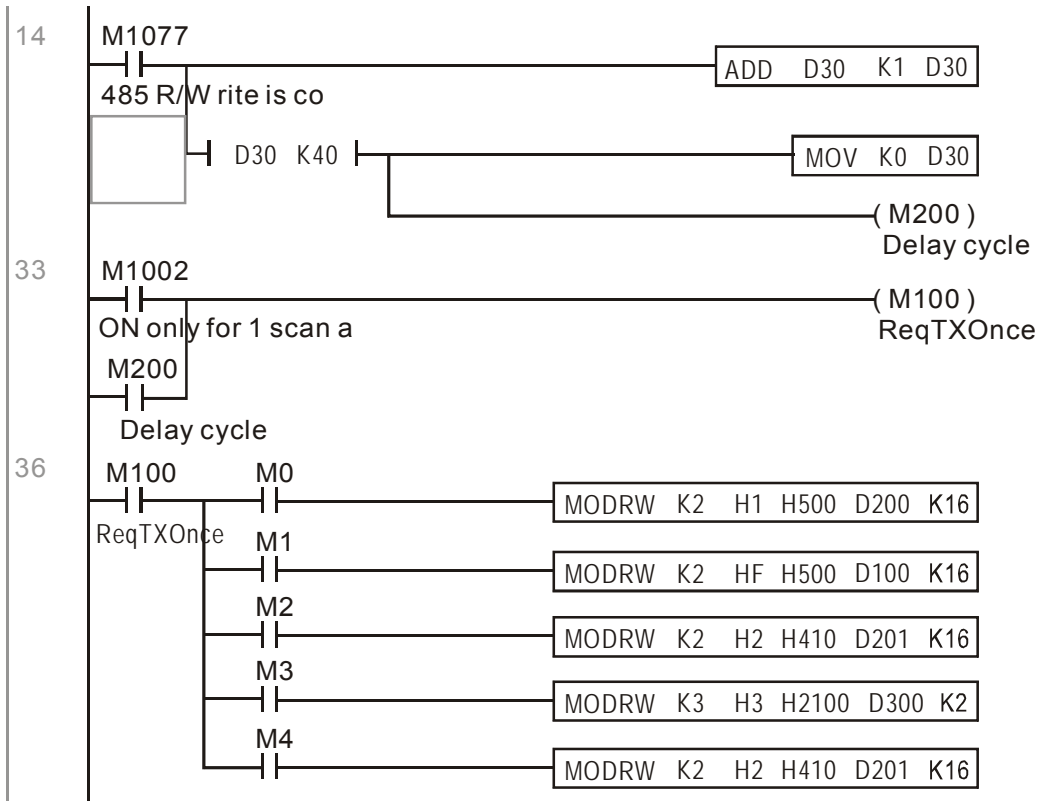 14
M1077
ADD D30 K1 D30
485 R/W rite is co
D30 K40
MOV K0 D30
( M200 )
Delay cycle
33
M1002
( M100 )
ON only for 1 scan a
ReqTXOnce
M200
Delay cycle
36
M100 M0
MODRW K2 H1 H500 D200 K16
ReqTXOnce
M1
MODRW K2 HF H500 D100 K16
M2
MODRW K2 H2 H410 D201 K16
M3
MODRW K3 H3 H2100 D300 K2
M4
MODRW K2 H2 H410 D201 K16